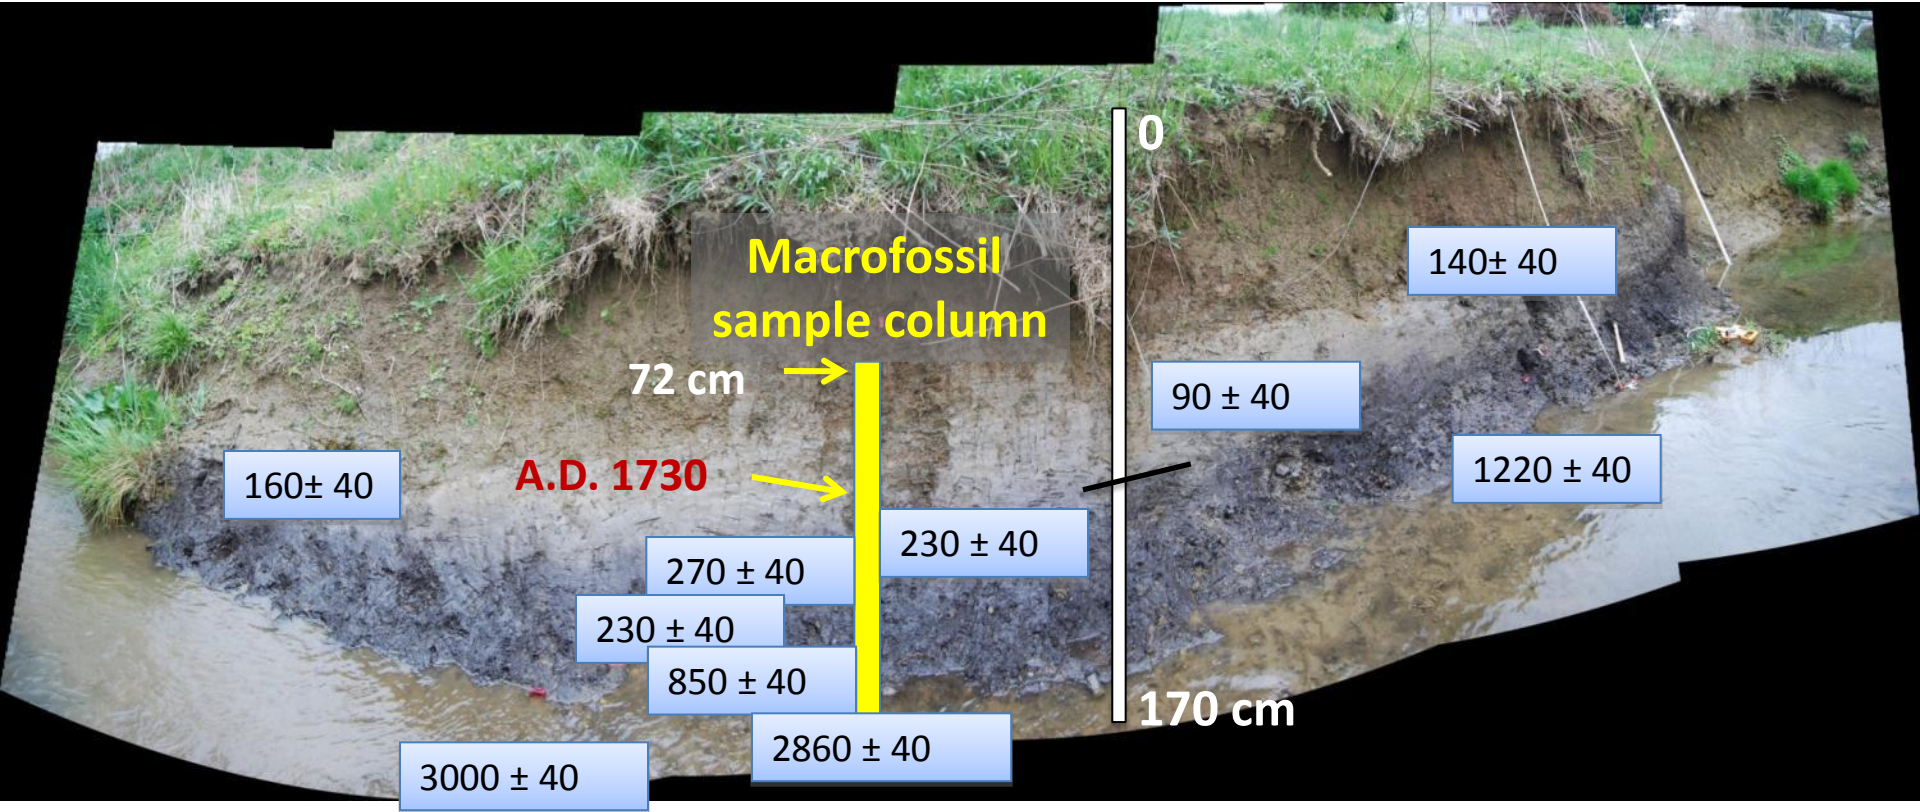 0
Macrofossil
sample column
72 cm
140± 40
90 ± 40
A.D. 1730
160± 40
1220 ± 40
230 ± 40
270 ± 40
230 ± 40
850 ± 40
170 cm
2860 ± 40
3000 ± 40